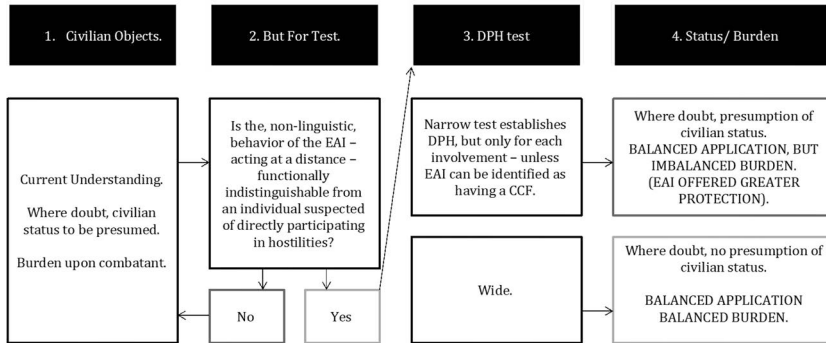 1. Civilian Objects.
2. But For Test.
3. DPH test
4. Status/ Burden
Current Understanding.
Where doubt, civilian
status to be presumed.
Burden upon combatant.
Is the, non-linguistic,
behavior of the EAI –
acting at a distance –
functionally
indistinguishable from
an individual suspected
of directly participating
in hostilities?
No
Yes
Narrow test establishes
DPH, but only for each
involvement – unless
EAI can be identified as
having a CCF.
Wide.
Where doubt, presumption of
civilian status.
BALANCED APPLICATION, BUT
IMBALANCED BURDEN.
(EAI OFFERED GREATER
PROTECTION).
Where doubt, no presumption of
civilian status.
BALANCED APPLICATION
BALANCED BURDEN.